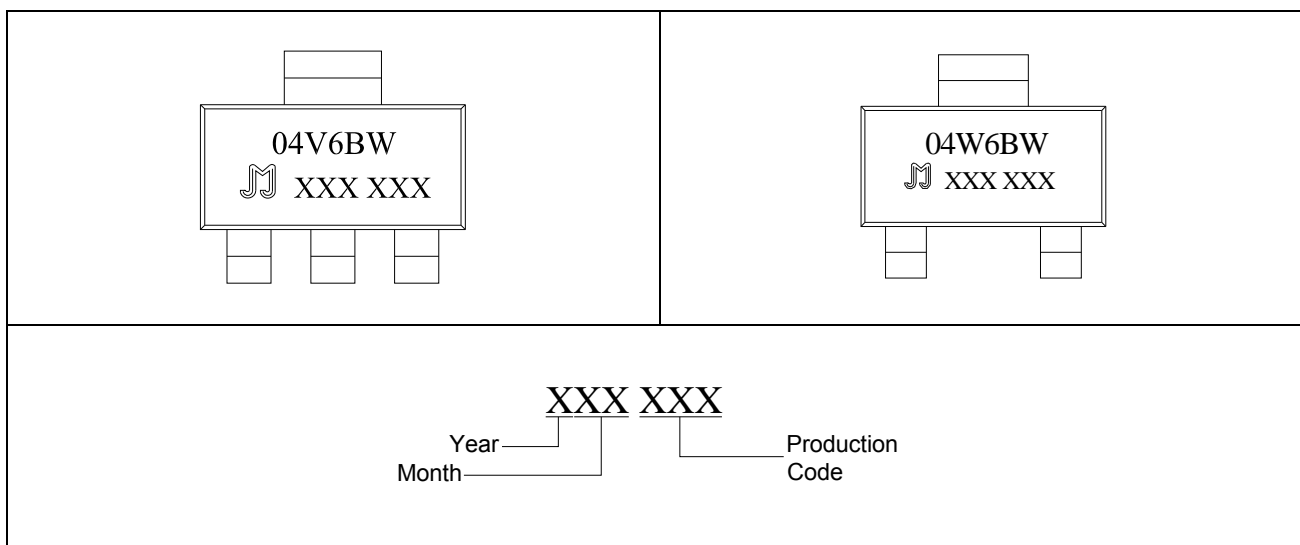 04V6BW
XXX XXX
04W6BW
XXX XXX
XXX XXX
Year
Production
Month
Code